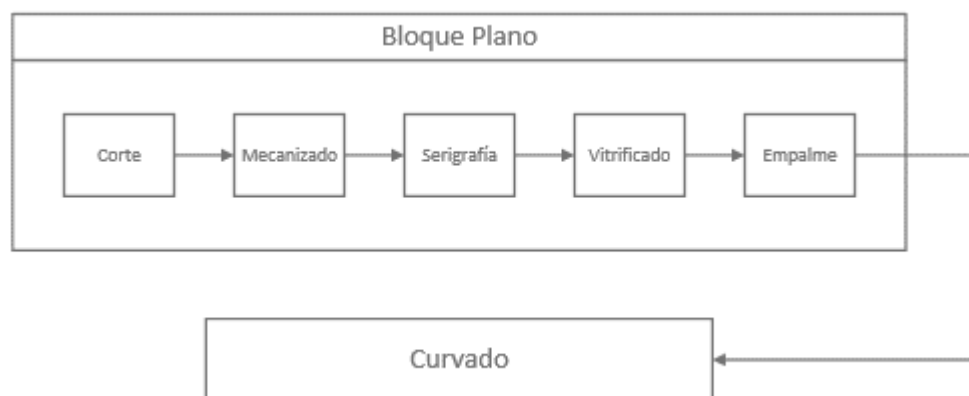 Bloque Plano
Corte
Mecanizado
Serigrafía
Vitrificado
Empalme
Curvado